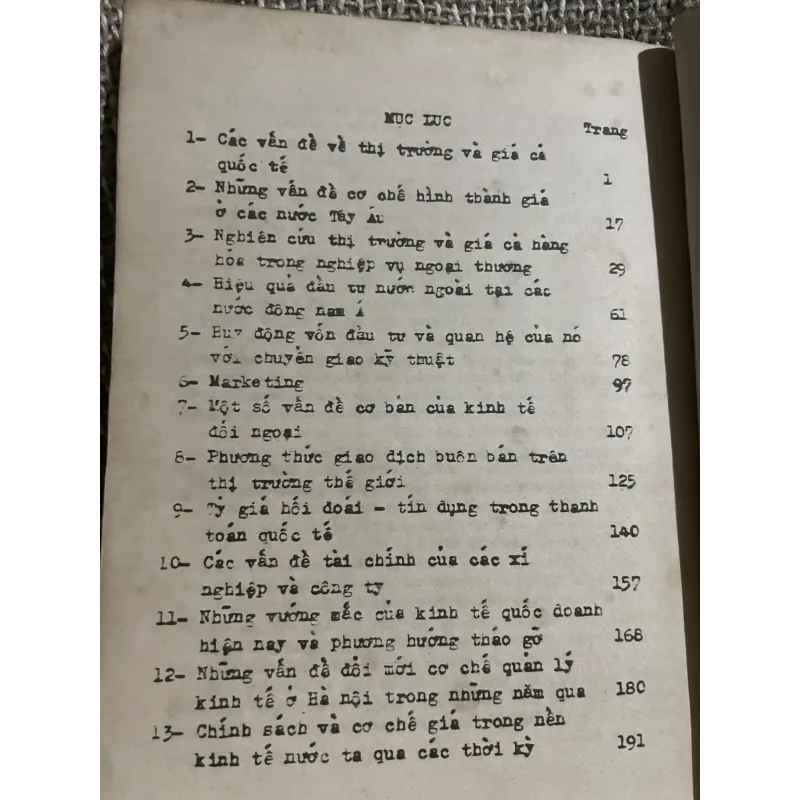 MỤC LỤC
Trang
1- Các vấn đề về thị trường và giá cả
quốc tế 1
2- Những vấn đề cơ chế hình thành giá
ở các nước Tây Âu 17
3- Nghiên cứu thị trường và giá cả hàng
hóa trong nghiệp vụ ngoại thương 29
4- Hiệu quả đầu tư nước ngoài tại các
nước đông nam Á 61
5- Huy động vốn đầu tư và quan hệ của nó
với chuyển giao kỹ thuật 78
6- Marketing 97
7- Một số vấn đề cơ bản của kinh tế
đối ngoại 107
8- Phương thức giao dịch buôn bán trên
thị trường thế giới 125
9- Tỷ giá hối đoái - tín dụng trong thanh
toán quốc tế 140
10- Các vấn đề tài chính của các xí
nghiệp và công ty 157
11- Những vướng mắc của kinh tế quốc doanh
hiện nay và phương hướng tháo gỡ 168
12- Những vấn đề đổi mới cơ chế quản lý
kinh tế ở Hà nội trong những năm qua 180
13- Chính sách và cơ chế giá trong nền
kinh tế nước ta qua các thời kỳ 191